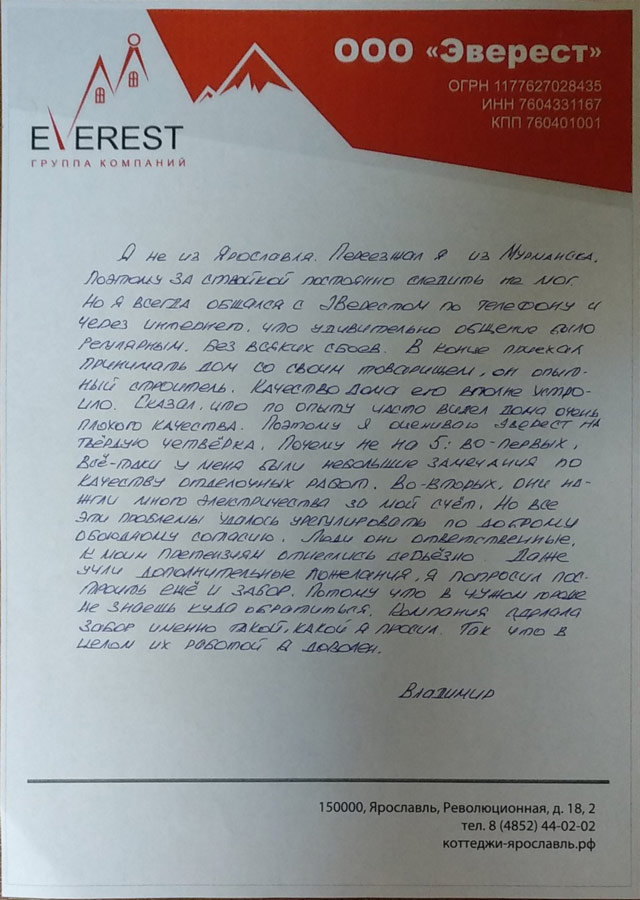 ООО «Эверест»
ОГРН 1177627028435
ИНН 7604331167
КПП 760401001
EVEREST
ГРУППА КОМПАНИЙ
Я не из Ярославля. Переезжал я из Мурманска.
Поэтому за стройкой постоянно следить не мог.
Но я всегда общался с Эверестом по телефону и
через интернет, что удивительно общение было
регулярным. Без всяких сбоев. В конце приехал
принимать дом со своим товарищем, он опыт-
ный строитель. Качество дома его вполне устро-
ило. Сказал, что по опыту часто видел дома очень
плохого качества. Поэтому я оцениваю Эверест на
твёрдую четвёрка. Почему не на 5: во-первых,
всё-таки у меня были небольшие замечания по
качеству отделочных работ. Во-вторых, они на-
жгли много электричества за мой счёт. Но все
эти проблемы удалось урегулировать по доброму
обоюдному согласию. Люди они ответственные,
к моим претензиям отнеслись серьёзно. Даже
учли дополнительные пожелания, я попросил пос-
троить ещё и забор. Потому что в чужом городе
не знаешь куда обратиться. Компания сделала
забор именно такой, какой я просил. Так что в
целом их работой я доволен.
Владимир
150000, Ярославль, Революционная, д. 18, 2
тел. 8 (4852) 44-02-02
коттеджи-ярославль.рф